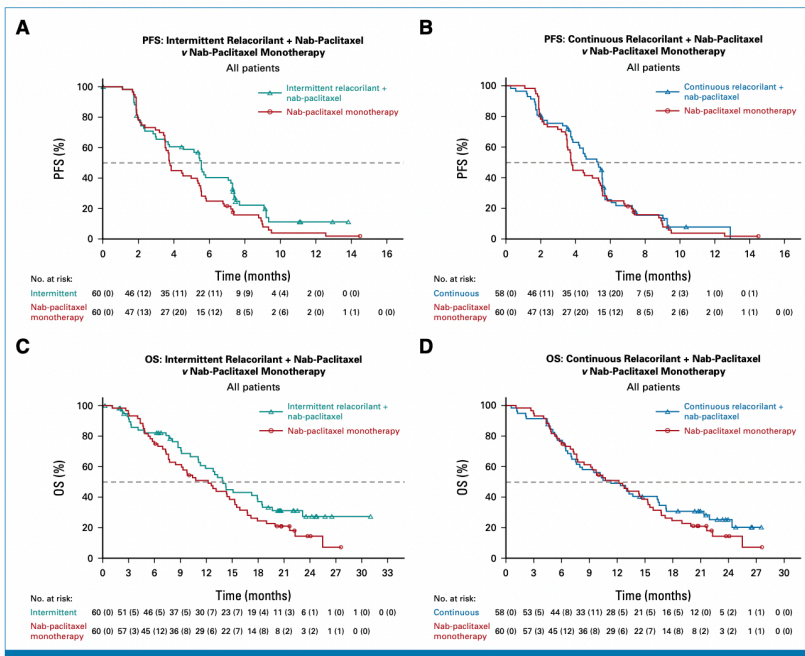 A
PFS: Intermittent Relacorilant + Nab-Paclitaxel
v Nab-Paclitaxel Monotherapy
All patients
Intermittent relacorilant +
nab-paclitaxel
Nab-paclitaxel monotherapy
PFS (%)
100
80
60
40
20
0
0 2 4 6 8 10 12 14 16
Time (months)
No. at risk:
Intermittent 60 (0) 46 (12) 35 (11) 22 (11) 9 (9) 4 (4) 2 (0) 0 (0)
Nab-paclitaxel
monotherapy 60 (0) 47 (13) 27 (20) 15 (12) 8 (5) 2 (6) 2 (0) 1 (1) 0 (0)
B
PFS: Continuous Relacorilant + Nab-Paclitaxel
v Nab-Paclitaxel Monotherapy
All patients
Continuous relacorilant +
nab-paclitaxel
Nab-paclitaxel monotherapy
PFS (%)
100
80
60
40
20
0
0 2 4 6 8 10 12 14 16
Time (months)
No. at risk:
Continuous 58 (0) 46 (11) 35 (10) 13 (20) 7 (5) 2 (3) 1 (0) 0 (1)
Nab-paclitaxel
monotherapy 60 (0) 47 (13) 27 (20) 15 (12) 8 (5) 2 (6) 2 (0) 1 (1) 0 (0)
C
OS: Intermittent Relacorilant + Nab-Paclitaxel
v Nab-Paclitaxel Monotherapy
All patients
Intermittent relacorilant +
nab-paclitaxel
Nab-paclitaxel monotherapy
OS (%)
100
80
60
40
20
0
0 3 6 9 12 15 18 21 24 27 30 33
Time (months)
No. at risk:
Intermittent 60 (0) 51 (5) 46 (5) 37 (5) 30 (7) 23 (7) 19 (4) 11 (3) 6 (1) 1 (0) 1 (0) 0 (0)
Nab-paclitaxel
monotherapy 60 (0) 57 (3) 45 (12) 36 (8) 29 (6) 22 (7) 14 (8) 8 (2) 3 (2) 1 (1) 0 (0)
D
OS: Continuous Relacorilant + Nab-Paclitaxel
v Nab-Paclitaxel Monotherapy
All patients
Continuous relacorilant +
nab-paclitaxel
Nab-paclitaxel monotherapy
OS (%)
100
80
60
40
20
0
0 3 6 9 12 15 18 21 24 27 30
Time (months)
No. at risk:
Continuous 58 (0) 53 (5) 44 (8) 33 (11) 28 (5) 21 (5) 16 (5) 12 (0) 5 (2) 1 (1) 0 (0)
Nab-paclitaxel
monotherapy 60 (0) 57 (3) 45 (12) 36 (8) 29 (6) 22 (7) 14 (8) 8 (2) 3 (2) 1 (1) 0 (0)